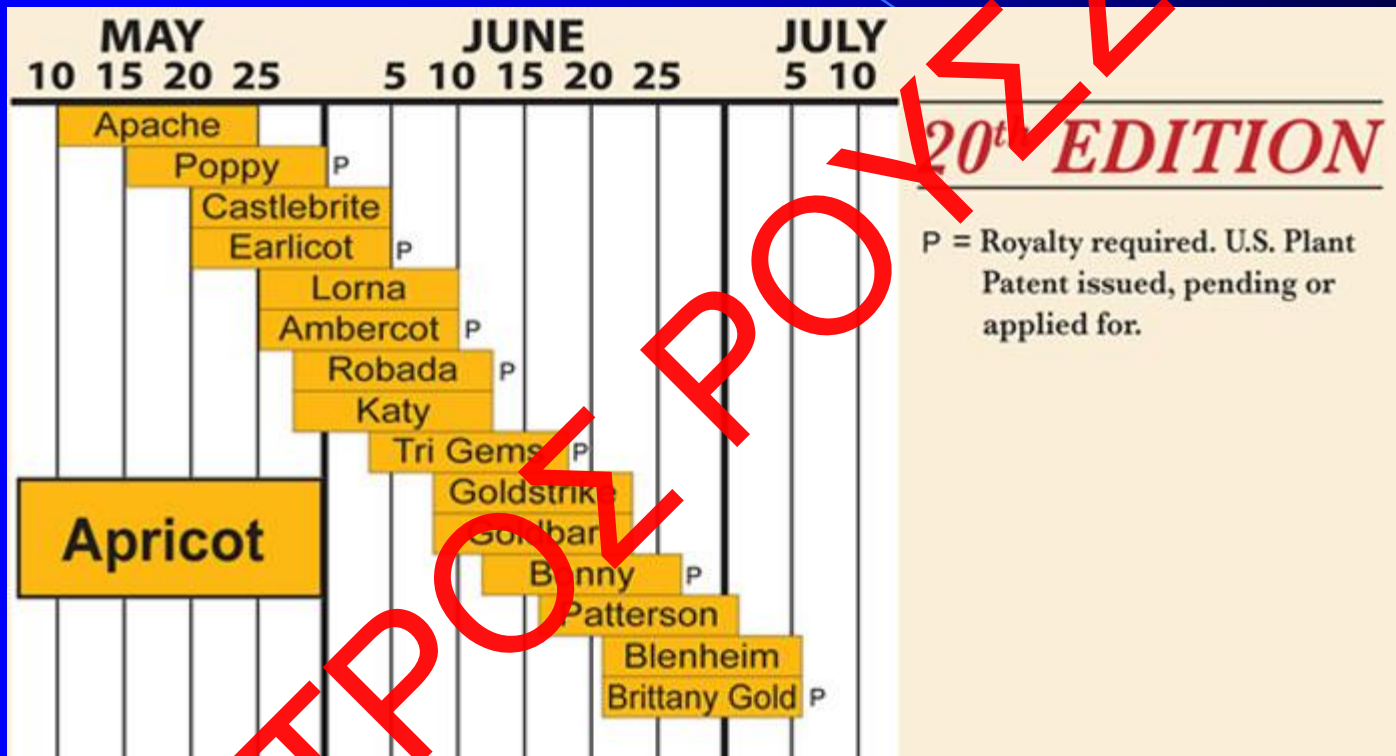 MAY JUNE JULY
10 15 20 25 5 10 15 20 25 5 10
20th EDITION
Apache
Poppy P
Castlebrite
Earlicot P
P = Royalty required. U.S. Plant
Patent issued, pending or
applied for.
Lorna
Ambercot P
Robada P
Katy
Tri Gems P
Goldstrike
Goldbar
Apricot
Bonny P
Patterson
Blenheim
Brittany Gold P